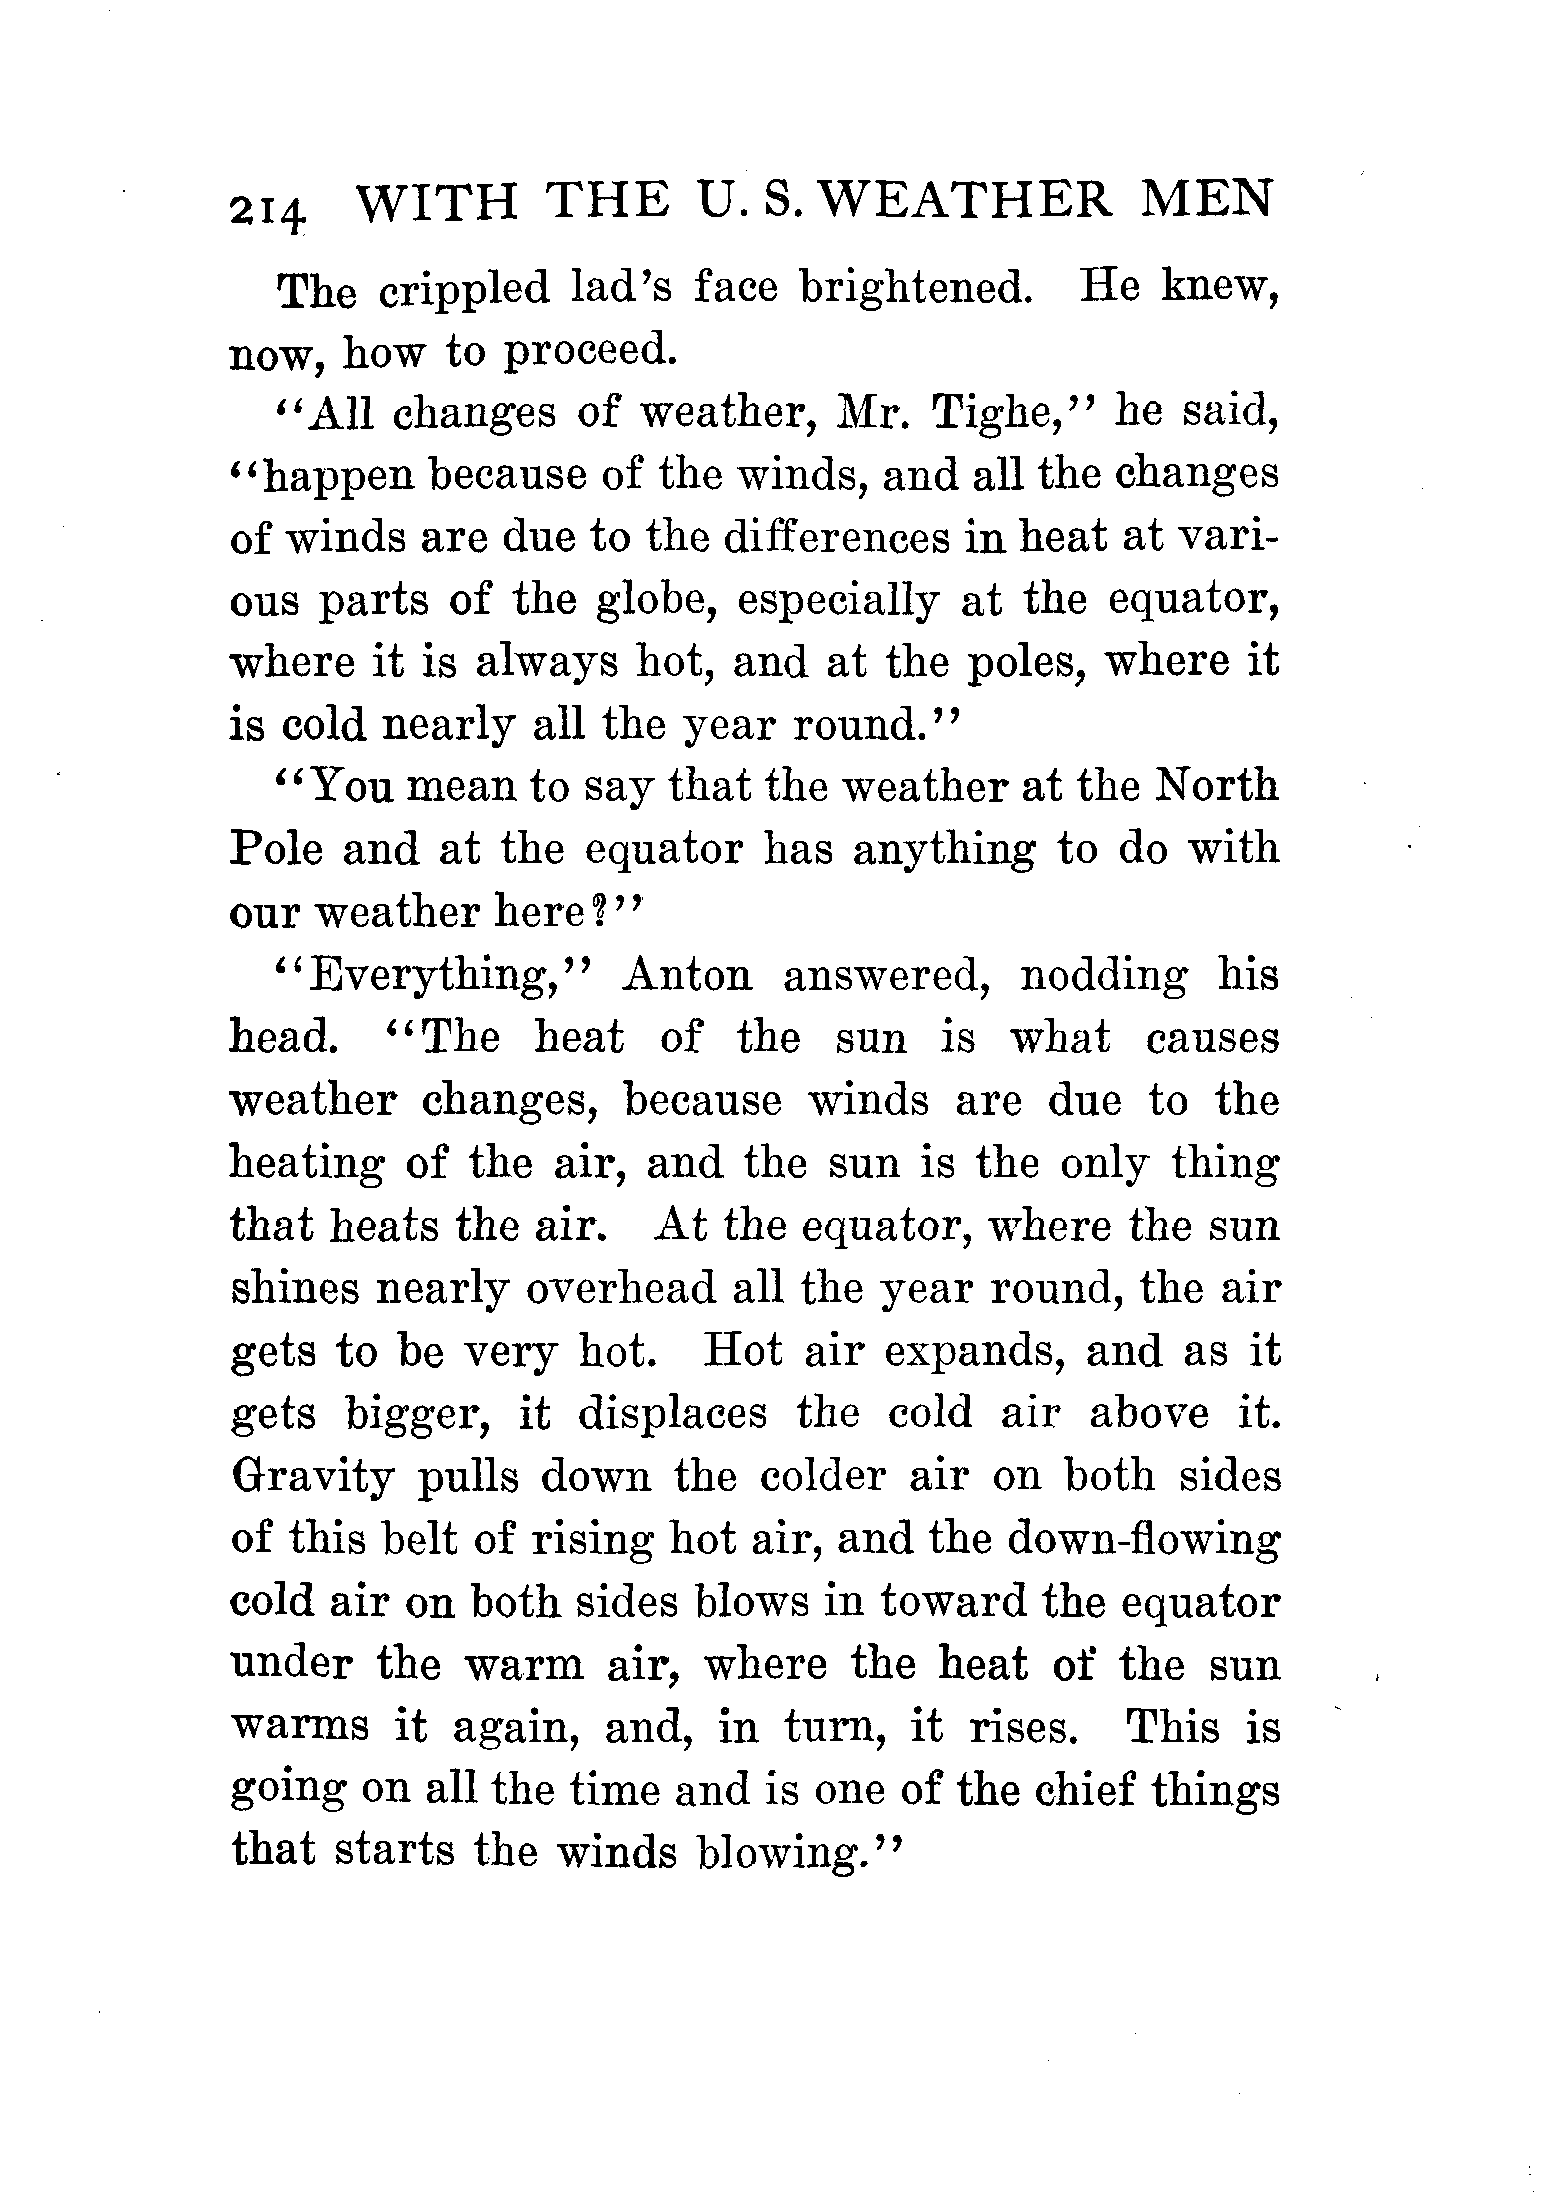 214 WITH THE U. S. WEATHER MEN
The crippled lad's face brightened. He knew,
now, how to proceed.
"All changes of weather, Mr. Tighe," he said,
"happen because of the winds, and all the changes
of winds are due to the differences in heat at vari-
ous parts of the globe, especially at the equator,
where it is always hot, and at the poles, where it
is cold nearly all the year round."
"You mean to say that the weather at the North
Pole and at the equator has anything to do with
our weather here?"
"Everything," Anton answered, nodding his
head. "The heat of the sun is what causes
weather changes, because winds are due to the
heating of the air, and the sun is the only thing
that heats the air. At the equator, where the sun
shines nearly overhead all the year round, the air
gets to be very hot. Hot air expands, and as it
gets bigger, it displaces the cold air above it.
Gravity pulls down the colder air on both sides
of this belt of rising hot air, and the down-flowing
cold air on both sides blows in toward the equator
under the warm air, where the heat of the sun
warms it again, and, in turn, it rises. This is
going on all the time and is one of the chief things
that starts the winds blowing."